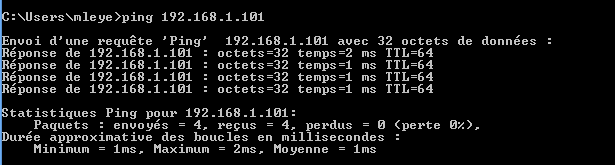 C:\Users\mleye>ping 192.168.1.101
Envoi d'une requête 'Ping'  192.168.1.101 avec 32 octets de données :
Réponse de 192.168.1.101 : octets=32 temps=2 ms TTL=64
Réponse de 192.168.1.101 : octets=32 temps=1 ms TTL=64
Réponse de 192.168.1.101 : octets=32 temps=1 ms TTL=64
Réponse de 192.168.1.101 : octets=32 temps=1 ms TTL=64
Statistiques Ping pour 192.168.1.101:
    Paquets : envoyés = 4, reçus = 4, perdus = 0 (perte 0%),
Durée approximative des boucles en millisecondes :
    Minimum = 1ms, Maximum = 2ms, Moyenne = 1ms